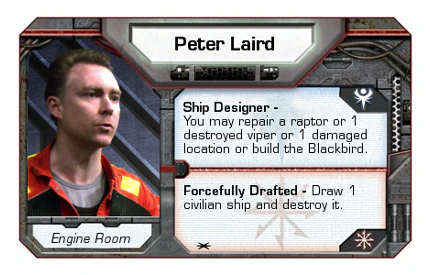 Peter Laird
Ship Designer -
You may repair a raptor or 1
destroyed viper or 1 damaged
location or build the Blackbird.
Forcefully Drafted - Draw 1
civilian ship and destroy it.
Engine Room